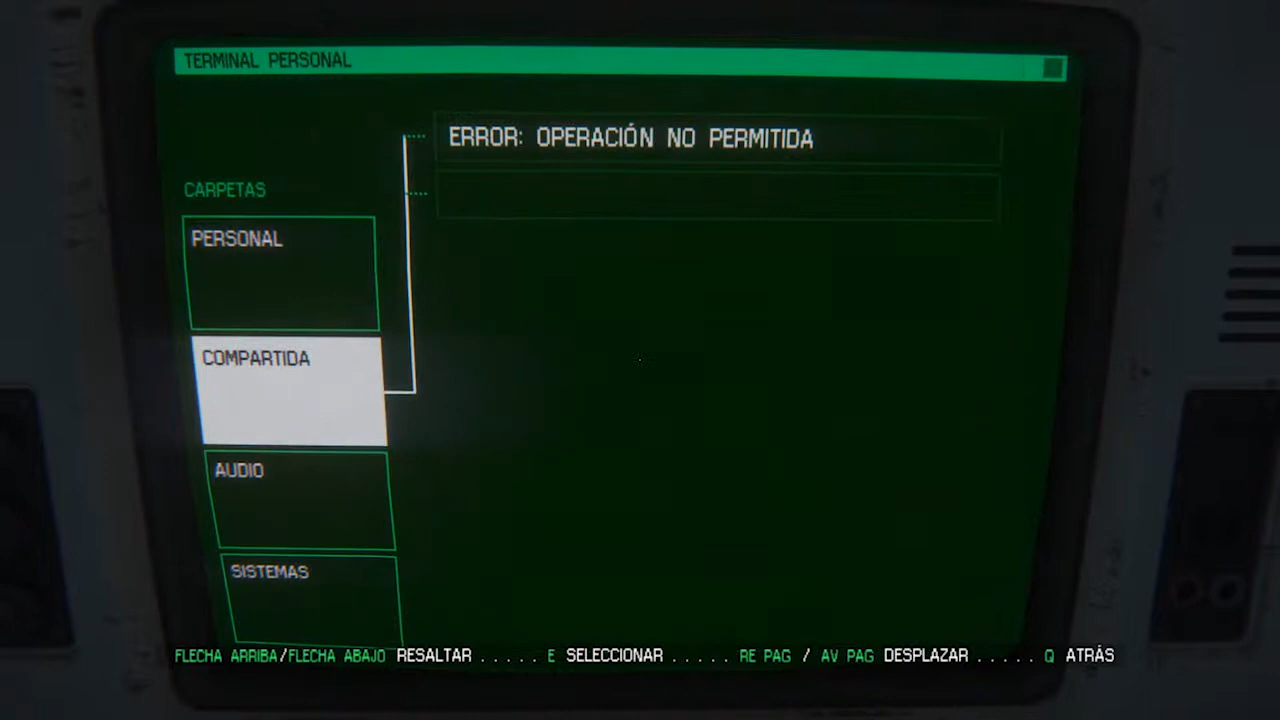 TERMINAL PERSONAL
ERROR: OPERACIÓN NO PERMITIDA
CARPETAS
PERSONAL
COMPARTIDA
AUDIO
SISTEMAS
FLECHA ARRIBA/FLECHA ABAJO RESALTAR ..... E SELECCIONAR ..... RE PAG / AV PAG DESPLAZAR ..... Q ATRÁS